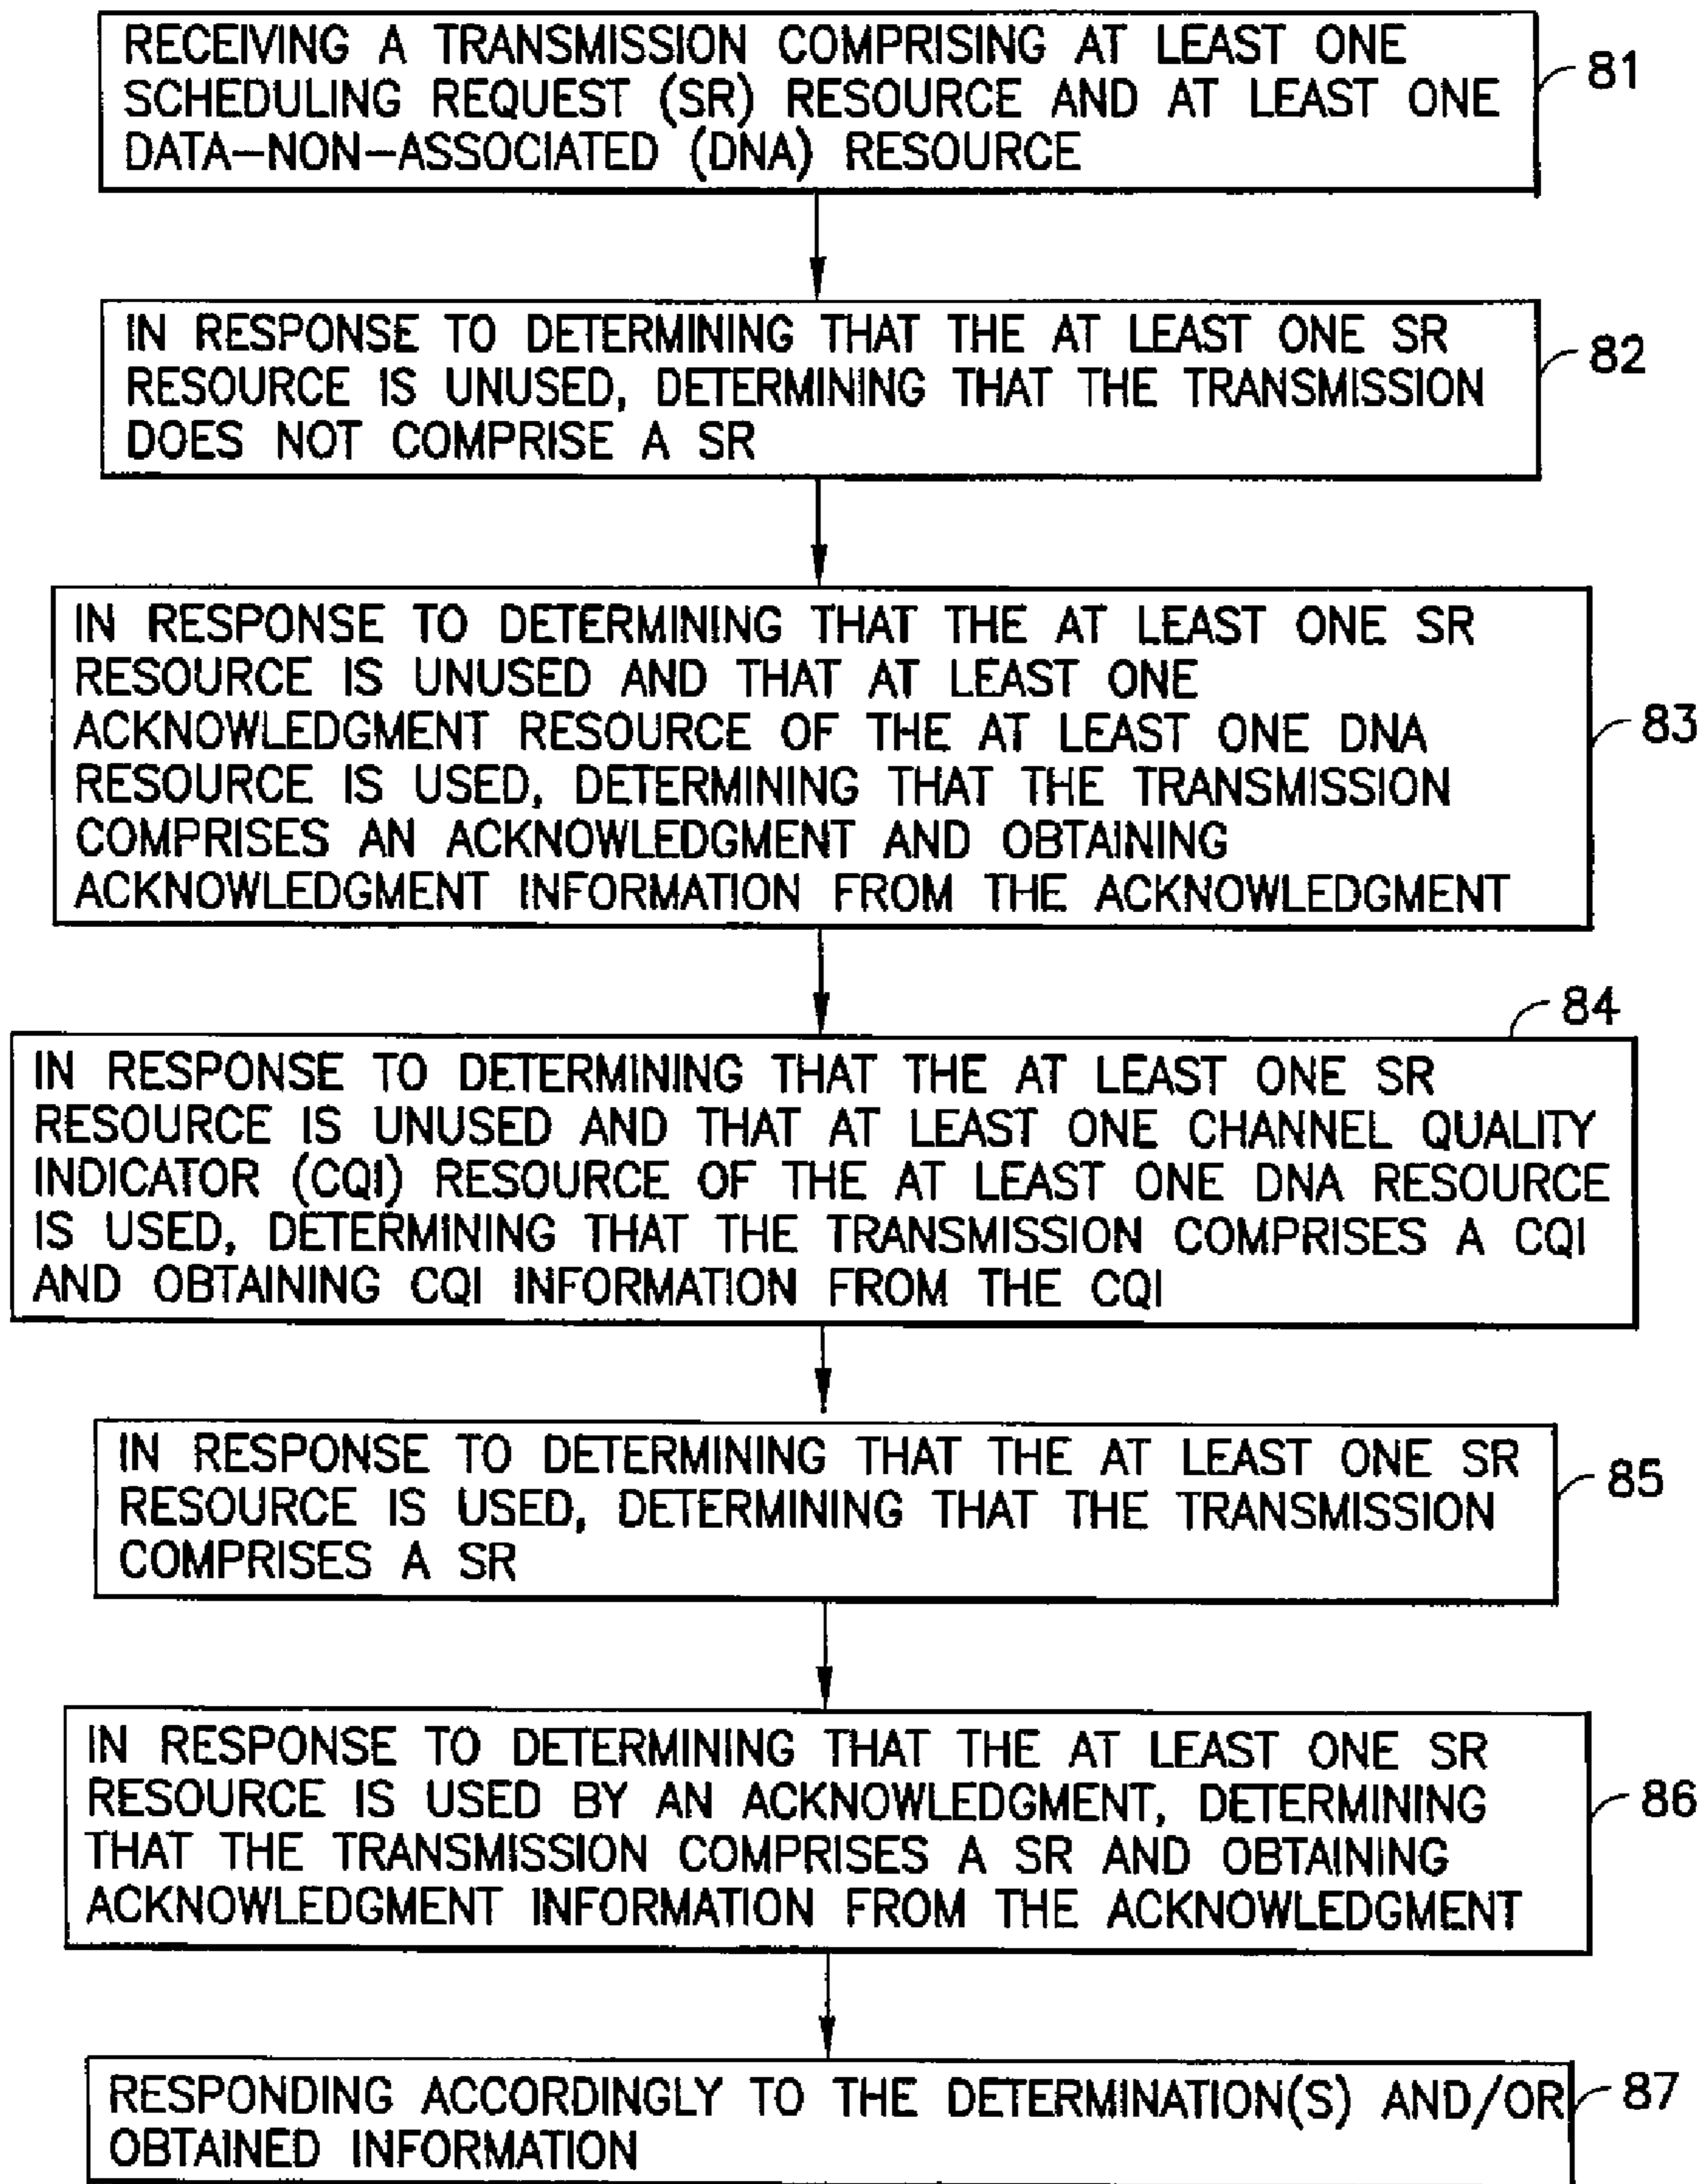 RECEIVING A TRANSMISSION COMPRISING AT LEAST ONE
SCHEDULING REQUEST (SR) RESOURCE AND AT LEAST ONE
DATA-NON-ASSOCIATED (DNA) RESOURCE
81
IN RESPONSE TO DETERMINING THAT THE AT LEAST ONE SR
RESOURCE IS UNUSED, DETERMINING THAT THE TRANSMISSION
DOES NOT COMPRISE A SR
82
IN RESPONSE TO DETERMINING THAT THE AT LEAST ONE SR
RESOURCE IS UNUSED AND THAT AT LEAST ONE
ACKNOWLEDGMENT RESOURCE OF THE AT LEAST ONE DNA
RESOURCE IS USED, DETERMINING THAT THE TRANSMISSION
COMPRISES AN ACKNOWLEDGMENT AND OBTAINING
ACKNOWLEDGMENT INFORMATION FROM THE ACKNOWLEDGMENT
83
84
IN RESPONSE TO DETERMINING THAT THE AT LEAST ONE SR
RESOURCE IS UNUSED AND THAT AT LEAST ONE CHANNEL QUALITY
INDICATOR (CQI) RESOURCE OF THE AT LEAST ONE DNA RESOURCE
IS USED, DETERMINING THAT THE TRANSMISSION COMPRISES A CQI
AND OBTAINING CQI INFORMATION FROM THE CQI
IN RESPONSE TO DETERMINING THAT THE AT LEAST ONE SR
RESOURCE IS USED, DETERMINING THAT THE TRANSMISSION
COMPRISES A SR
85
IN RESPONSE TO DETERMINING THAT THE AT LEAST ONE SR
RESOURCE IS USED BY AN ACKNOWLEDGMENT, DETERMINING
THAT THE TRANSMISSION COMPRISES A SR AND OBTAINING
ACKNOWLEDGMENT INFORMATION FROM THE ACKNOWLEDGMENT
86
RESPONDING ACCORDINGLY TO THE DETERMINATION(S) AND/OR
OBTAINED INFORMATION
87